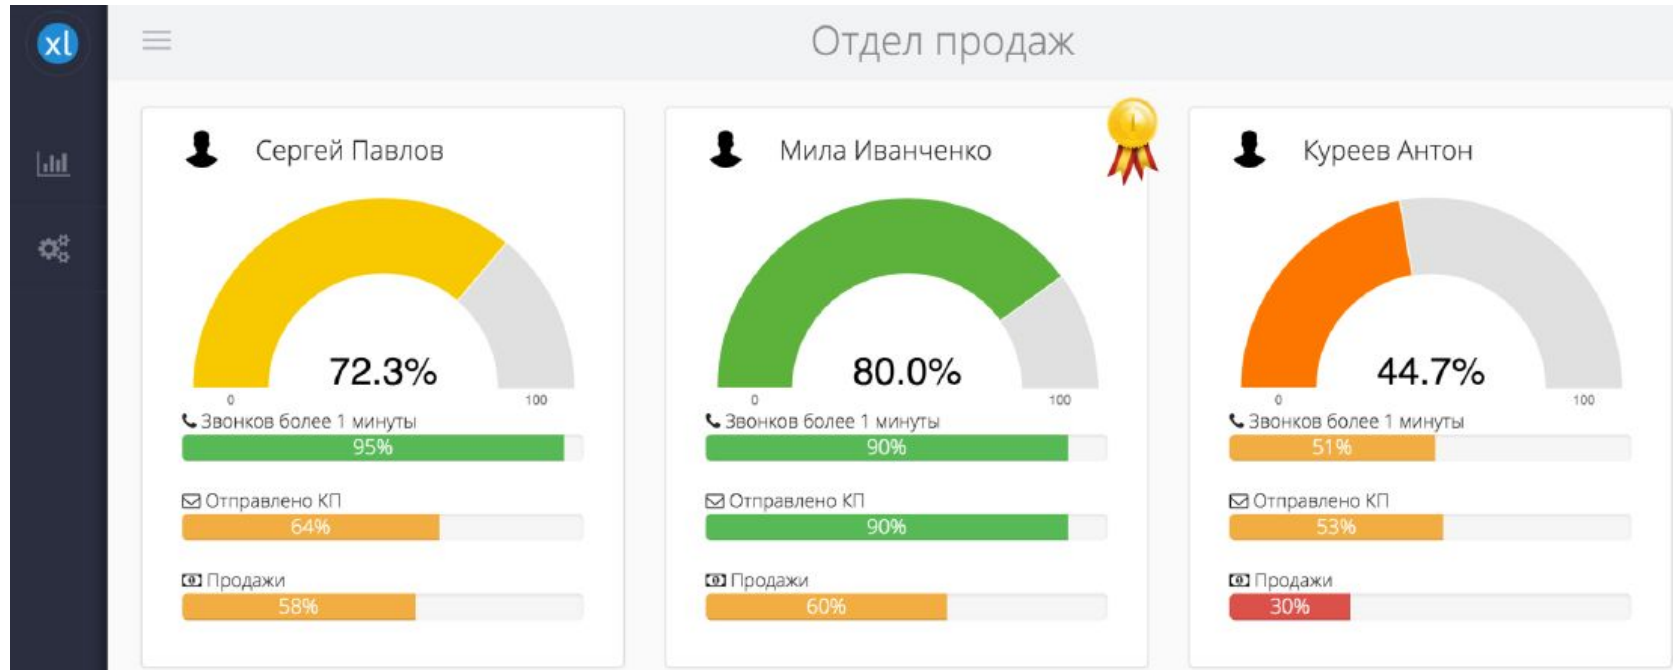 xl
Отдел продаж
Сергей Павлов
72.3%
0 100
Звонков более 1 минуты
95%
Отправлено КП
64%
Продажи
58%
1
Мила Иванченко
80.0%
0 100
Звонков более 1 минуты
90%
Отправлено КП
90%
Продажи
60%
Куреев Антон
44.7%
0 100
Звонков более 1 минуты
51%
Отправлено КП
53%
Продажи
30%